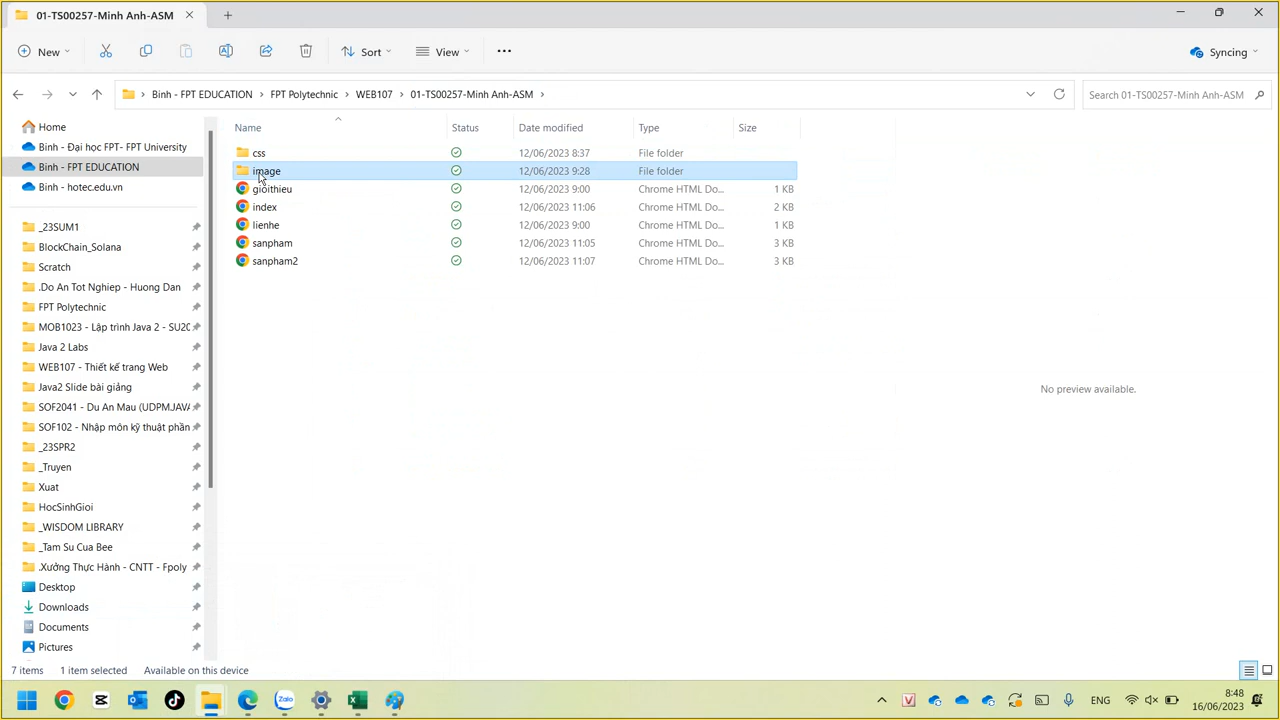 01-TS00257-Minh Anh-ASM
New
Sort
View
Syncing
Binh - FPT EDUCATION
FPT Polytechnic
WEB107
01-TS00257-Minh Anh-ASM
Search 01-TS00257-Minh Anh-ASM
Home
Binh - Đại học FPT- FPT University
Binh - FPT EDUCATION
Binh - hotec.edu.vn
_23SUM1
BlockChain_Solana
Scratch
.Do An Tot Nghiep - Huong Dan
FPT Polytechnic
MOB1023 - Lập trình Java 2 - SU20
Java 2 Labs
WEB107 - Thiết kế trang Web
Java2 Slide bài giảng
SOF2041 - Du An Mau (UDPM.JAVA
SOF102 - Nhập môn kỹ thuật phần
_23SPR2
_Truyen
Xuat
HocSinhGioi
_WISDOM LIBRARY
_Tam Su Cua Bee
.Xưởng Thực Hành - CNTT - Fpoly
Desktop
Downloads
Documents
Pictures
Name Status Date modified Type Size
css 12/06/2023 8:37 File folder
image 12/06/2023 9:28 File folder
gioithieu 12/06/2023 9:00 Chrome HTML Do... 1 KB
index 12/06/2023 11:06 Chrome HTML Do... 2 KB
lienhe 12/06/2023 9:00 Chrome HTML Do... 1 KB
sanpham 12/06/2023 11:05 Chrome HTML Do... 3 KB
sanpham2 12/06/2023 11:07 Chrome HTML Do... 3 KB
No preview available.
7 items 1 item selected Available on this device
Zalo
V
ENG
8:48
16/06/2023